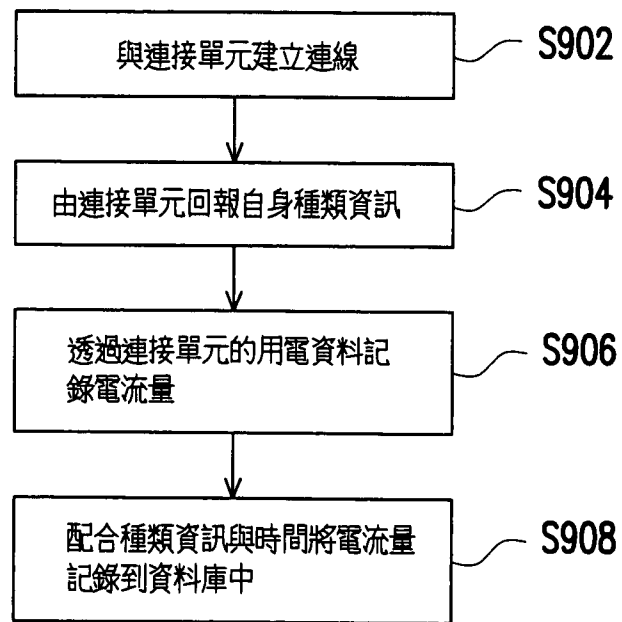 與連接單元建立連線
S902
由連接單元回報自身種類資訊
S904
透過連接單元的用電資料記
錄電流量
S906
配合種類資訊與時間將電流量
記錄到資料庫中
S908